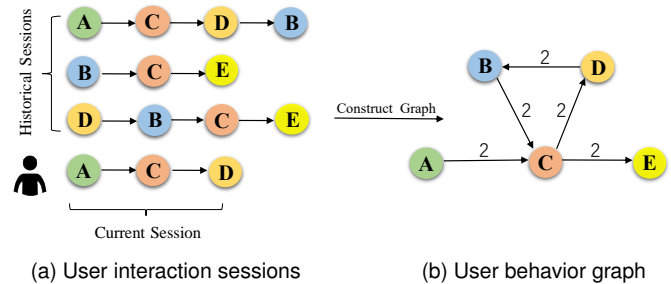 Historical Sessions
A C D B
B C E
D B C E
A C D
Current Session
Construct Graph
B 2 D
2 2
A 2 C 2 E
(a) User interaction sessions
(b) User behavior graph